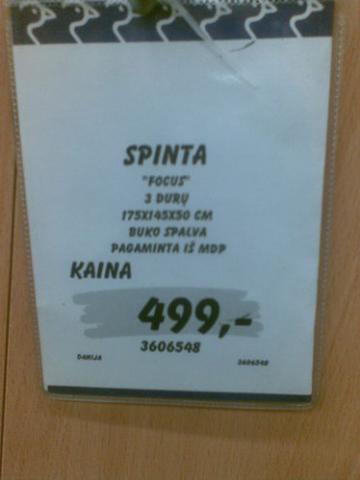 SPINTA
"FOCUS"
3 DURŲ
175X145X50 CM
BUKO SPALVA
PAGAMINTA IŠ MDP
KAINA
499,-
3606548
DANIJA 3606548